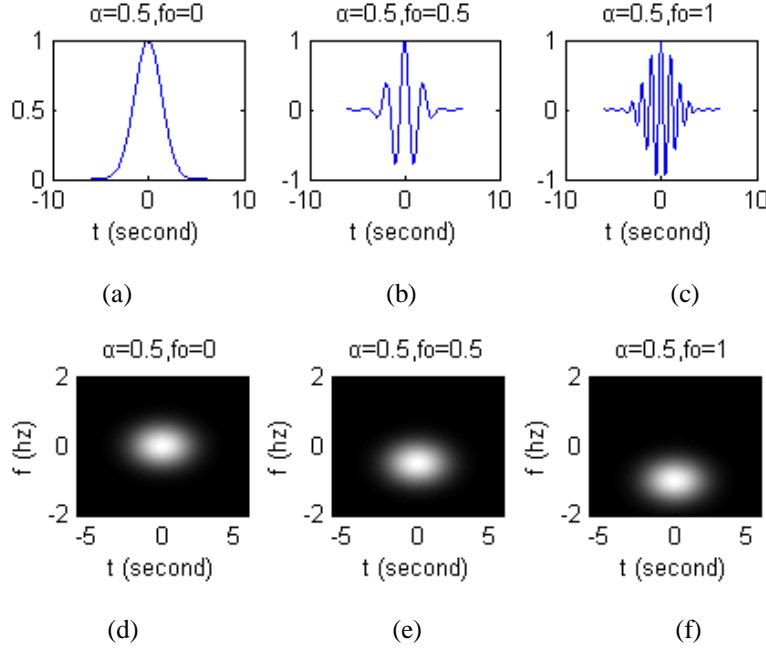 α=0.5,fo=0 α=0.5,fo=0.5 α=0.5,fo=1
1 1 1
0.5 0 0
0 -1 -1
-10 0 10 -10 0 10 -10 0 10
t (second) t (second) t (second)
(a) (b) (c)
α=0.5,fo=0 α=0.5,fo=0.5 α=0.5,fo=1
2 2 2
f (hz) 0 f (hz) 0 f (hz) 0
-2 -2 -2
-5 0 5 -5 0 5 -5 0 5
t (second) t (second) t (second)
(d) (e) (f)